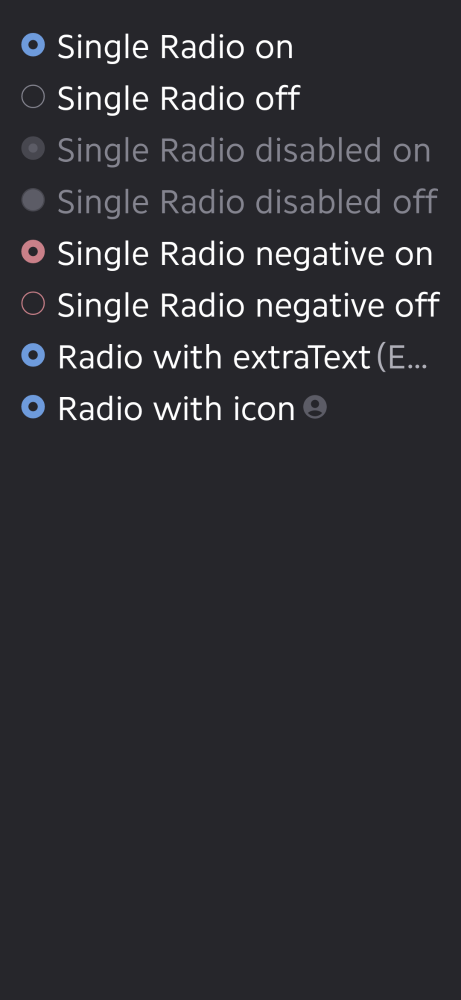 Single Radio on
Single Radio off
Single Radio disabled on
Single Radio disabled off
Single Radio negative on
Single Radio negative off
Radio with extraText (E...
Radio with icon